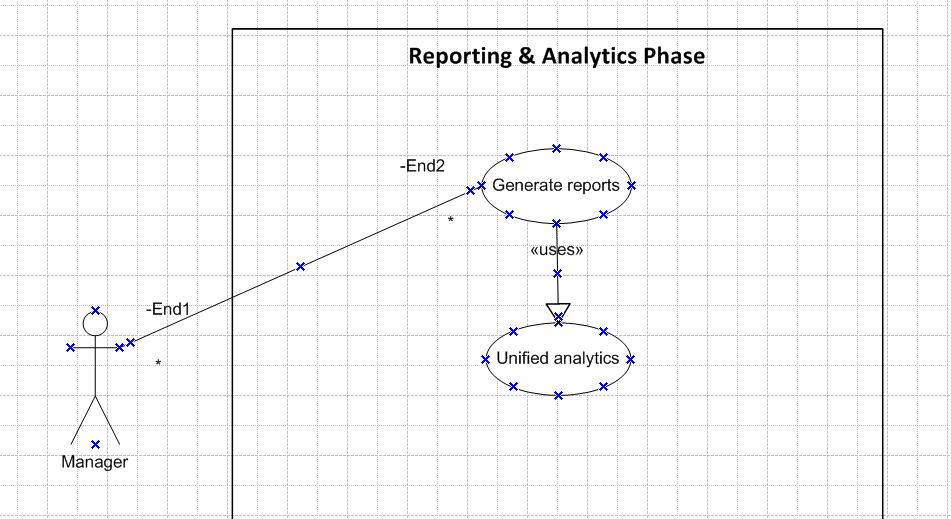 Reporting & Analytics Phase
-End2
Generate reports
*
«uses»
-End1
Unified analytics
*
Manager